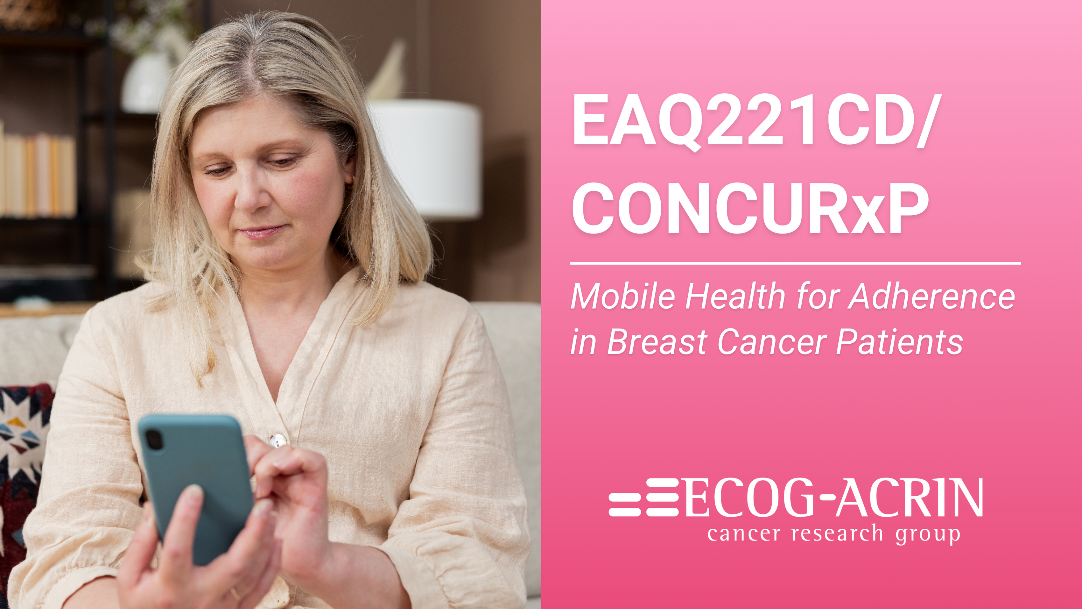 EAQ221CD/
CONCURxP
Mobile Health for Adherence
in Breast Cancer Patients
ECOG-ACRIN
cancer research group